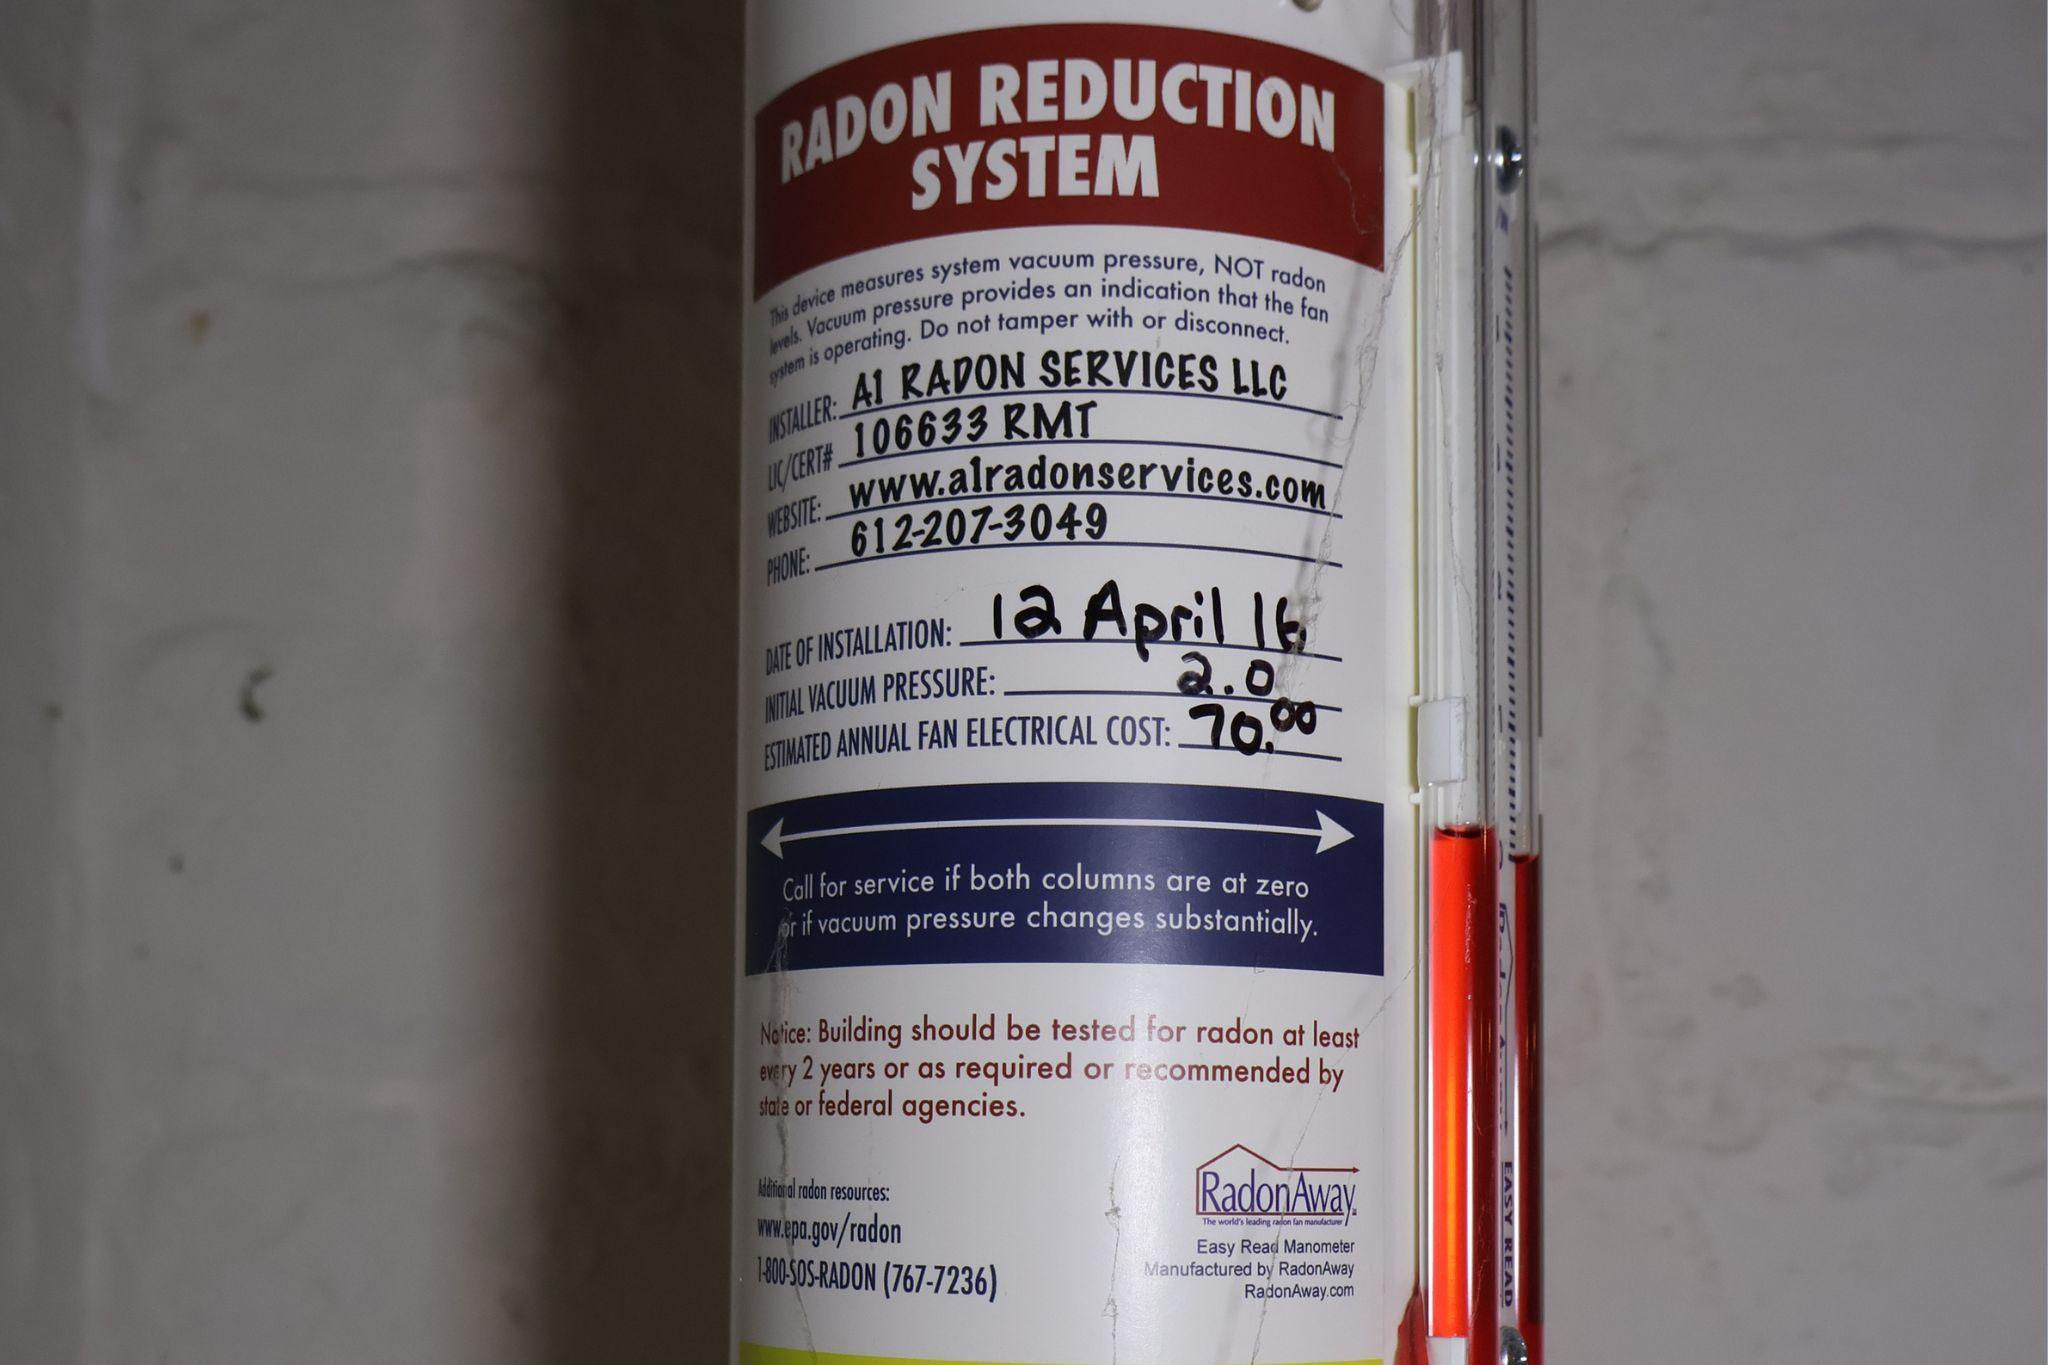 RADON REDUCTION
SYSTEM
This device measures system vacuum pressure, NOT radon
levels. Vacuum pressure provides an indication that the fan
system is operating. Do not tamper with or disconnect.
INSTALLER: A1 RADON SERVICES LLC
LIC/CERT# 106633 RMT
WEBSITE: www.a1radonservices.com
PHONE: 612-207-3049
DATE OF INSTALLATION: 12 April 16
INITIAL VACUUM PRESSURE: 2.0
ESTIMATED ANNUAL FAN ELECTRICAL COST: 70.00
Call for service if both columns are at zero
or if vacuum pressure changes substantially.
Notice: Building should be tested for radon at least
every 2 years or as required or recommended by
state or federal agencies.
Additional radon resources:
www.epa.gov/radon
1-800-SOS-RADON (767-7236)
RadonAway
The world's leading radon fan manufacturer
Easy Read Manometer
Manufactured by RadonAway
RadonAway.com
EASY READ